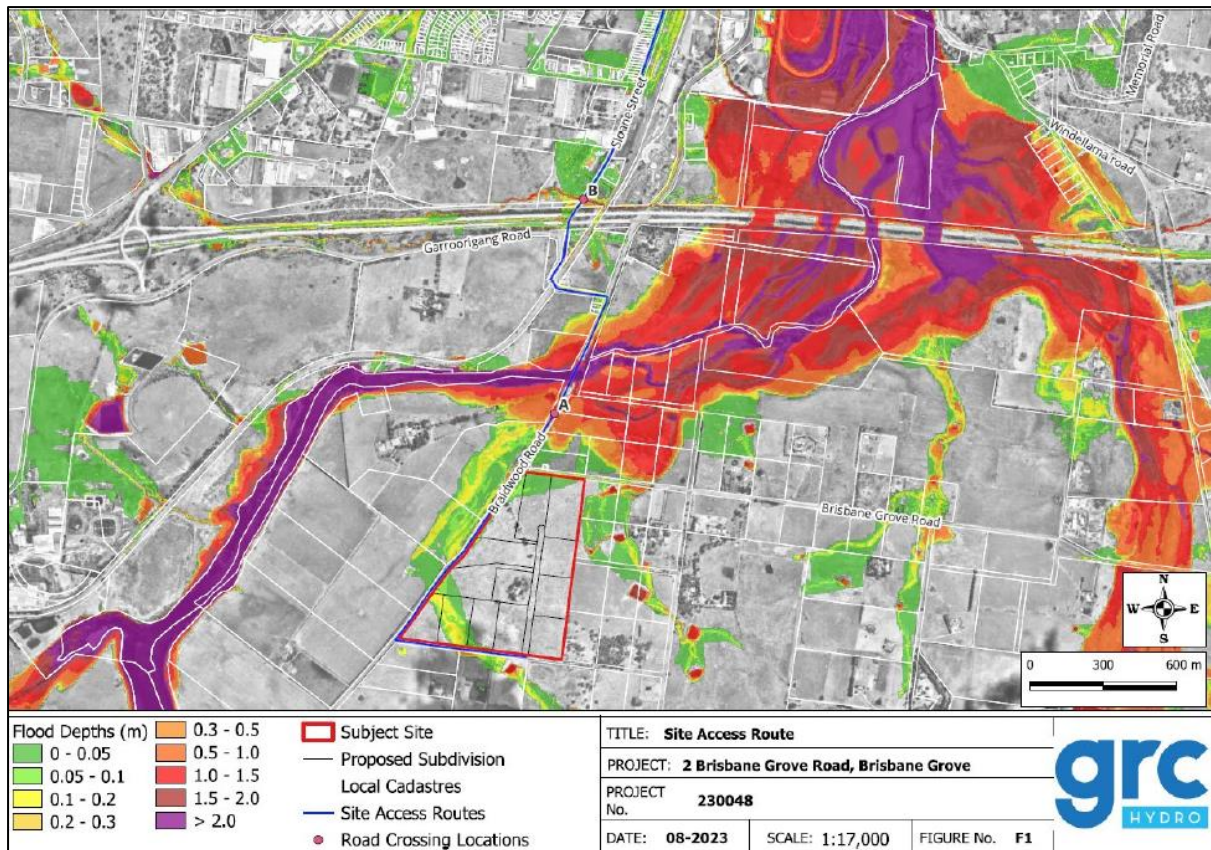 Sloane Street
Memorial Road
Windellama road
B
Garroorigang Road
A
Braidwood Road
Brisbane Grove Road
N
W E
S
0 300 600 m
Flood Depths (m)
0 - 0.05
0.05 - 0.1
0.1 - 0.2
0.2 - 0.3
0.3 - 0.5
0.5 - 1.0
1.0 - 1.5
1.5 - 2.0
> 2.0
Subject Site
Proposed Subdivision
Local Cadastres
Site Access Routes
Road Crossing Locations
TITLE: Site Access Route
PROJECT: 2 Brisbane Grove Road, Brisbane Grove
PROJECT No. 230048
DATE: 08-2023 SCALE: 1:17,000 FIGURE No. F1
grc
HYDRO